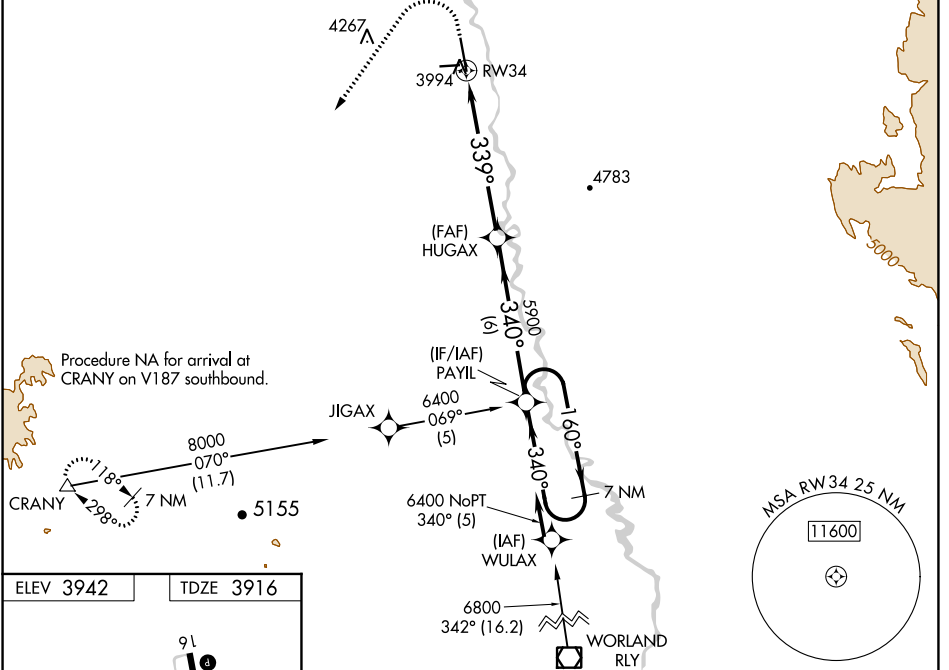 4267
3994
RW34
339°
4783
(FAF)
HUGAX
5000
340°
(6)
5900
Procedure NA for arrival at
CRANY on V187 southbound.
(IF/IAF)
PAYIL
JIGAX
6400
069°
(5)
160°
8000
070°
(11.7)
118°
298°
7 NM
CRANY
5155
340°
7 NM
6400 NoPT
340° (5)
(IAF)
WULAX
MSA RW34 25 NM
11600
ELEV 3942
TDZE 3916
6800
342° (16.2)
WORLAND
RLY
16
P